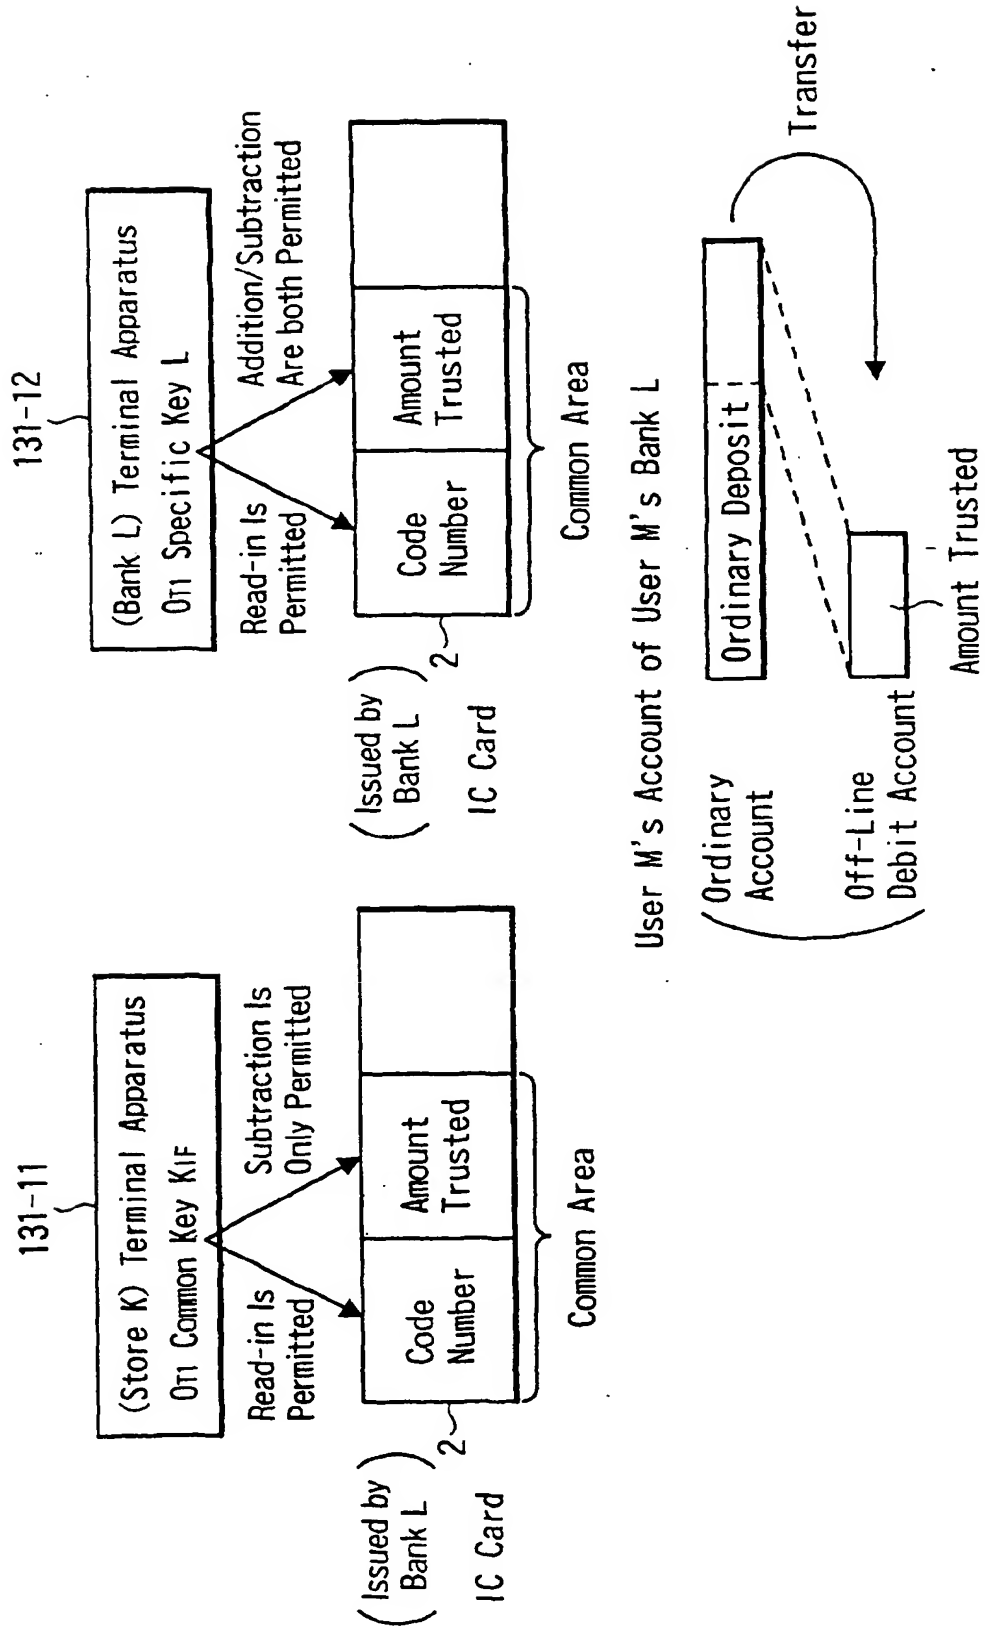 131-11
(Store K) Terminal Apparatus
OT1 Common Key KIF
Read-in Is
Permitted
Subtraction Is
Only Permitted
(Issued by
Bank L)
IC Card
2
Code
Number
Amount
Trusted
Common Area
131-12
(Bank L) Terminal Apparatus
OT1 Specific Key L
Read-in Is
Permitted
Addition/Subtraction
Are both Permitted
(Issued by
Bank L)
IC Card
2
Code
Number
Amount
Trusted
Common Area
User M's Account of User M's Bank L
Ordinary
Account
Ordinary Deposit
Transfer
Off-Line
Debit Account
Amount Trusted